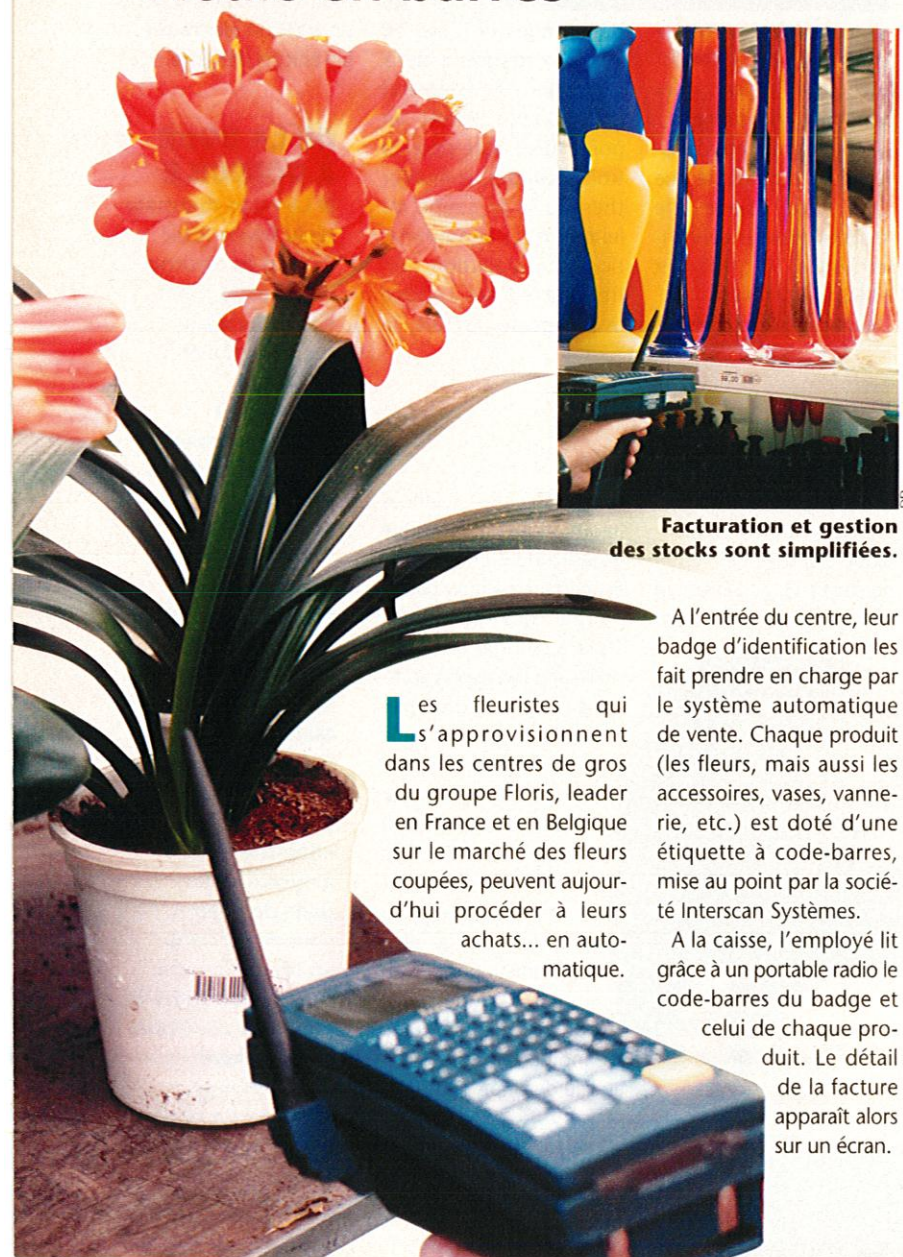 en barres
Facturation et gestion
des stocks sont simplifiées.
Les fleuristes qui
s'approvisionnent
dans les centres de gros
du groupe Floris, leader
en France et en Belgique
sur le marché des fleurs
coupées, peuvent aujour-
d'hui procéder à leurs
achats... en auto-
matique.
A l'entrée du centre, leur
badge d'identification les
fait prendre en charge par
le système automatique
de vente. Chaque produit
(les fleurs, mais aussi les
accessoires, vases, vanne-
rie, etc.) est doté d'une
étiquette à code-barres,
mise au point par la socié-
té Interscan Systèmes.
A la caisse, l'employé lit
grâce à un portable radio le
code-barres du badge et
celui de chaque pro-
duit. Le détail
de la facture
apparaît alors
sur un écran.